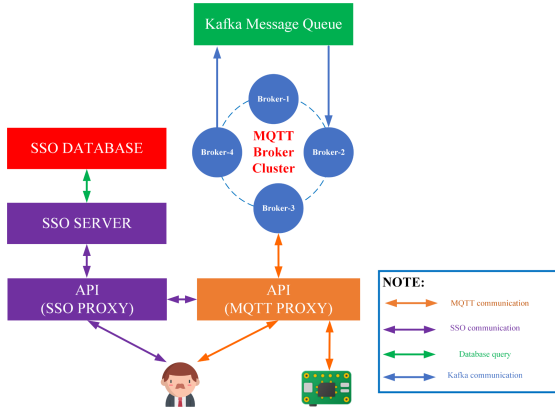 Kafka Message Queue
Broker-1
MQTT
Broker
Cluster
Broker-4
Broker-2
Broker-3
SSO DATABASE
SSO SERVER
API
(SSO PROXY)
API
(MQTT PROXY)
NOTE:
MQTT communication
SSO communication
Database query
Kafka communication